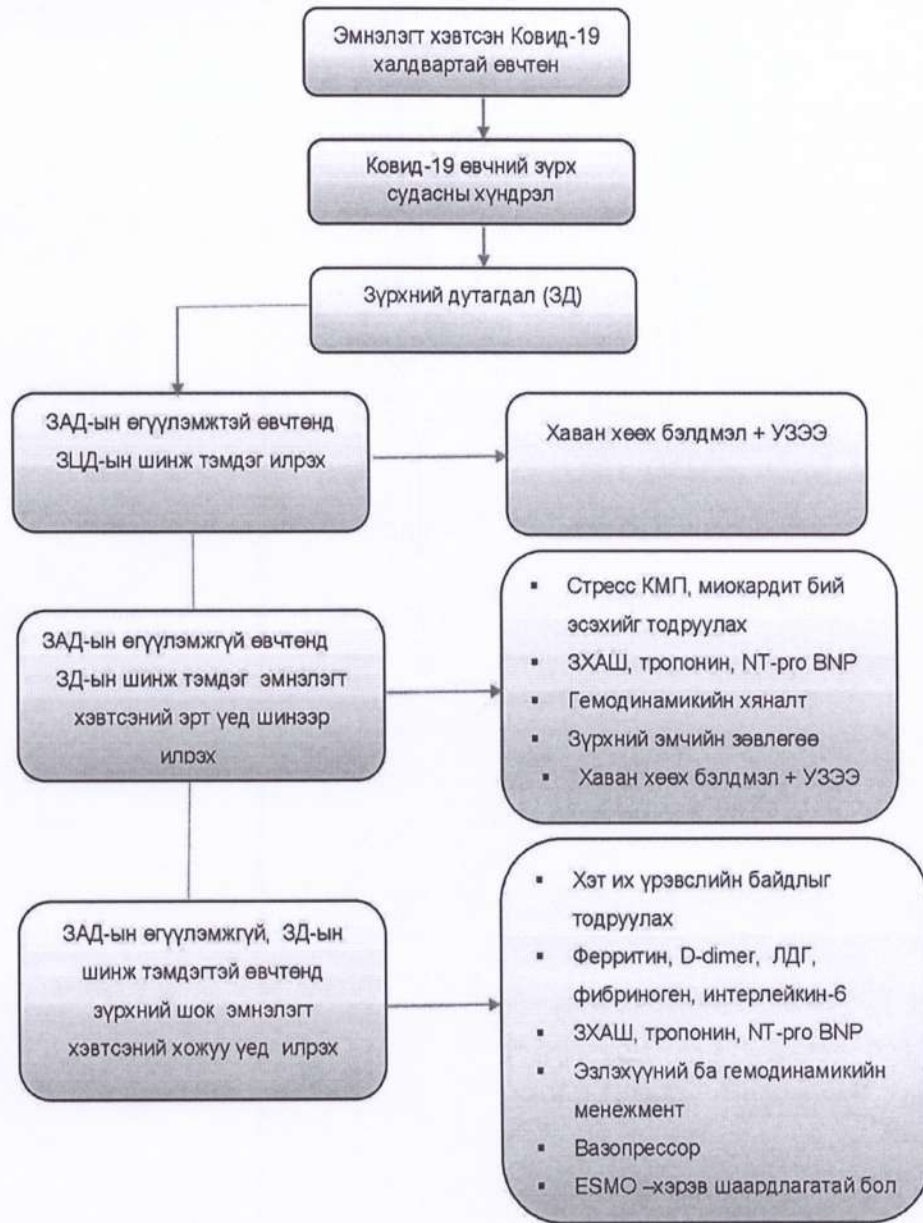 Эмнэлэгт хэвтсэн Ковид-19
халдвартай өвчтөн
Ковид-19 өвчний зүрх
судасны хүндрэл
Зүрхний дутагдал (ЗД)
ЗАД-ын өгүүлэмжтэй өвчтөнд
ЗЦД-ын шинж тэмдэг илрэх
Хаван хөөх бэлдмэл + УЗЭЭ
ЗАД-ын өгүүлэмжгүй өвчтөнд
ЗД-ын шинж тэмдэг эмнэлэгт
хэвтсэний эрт үед шинээр
илрэх
▪ Стресс КМП, миокардит бий
эсэхийг тодруулах
▪ ЗХАШ, тропонин, NT-pro BNP
▪ Гемодинамикийн хяналт
▪ Зүрхний эмчийн зөвлөгөө
▪ Хаван хөөх бэлдмэл + УЗЭЭ
ЗАД-ын өгүүлэмжгүй, ЗД-ын
шинж тэмдэгтэй өвчтөнд
зүрхний шок эмнэлэгт
хэвтсэний хожуу үед илрэх
▪ Хэт их үрэвслийн байдлыг
тодруулах
▪ Ферритин, D-dimer, ЛДГ,
фибриноген, интерлейкин-6
▪ ЗХАШ, тропонин, NT-pro BNP
▪ Эзлэхүүний ба гемодинамикийн
менежмент
▪ Вазопрессор
▪ ESMO –хэрэв шаардлагатай бол